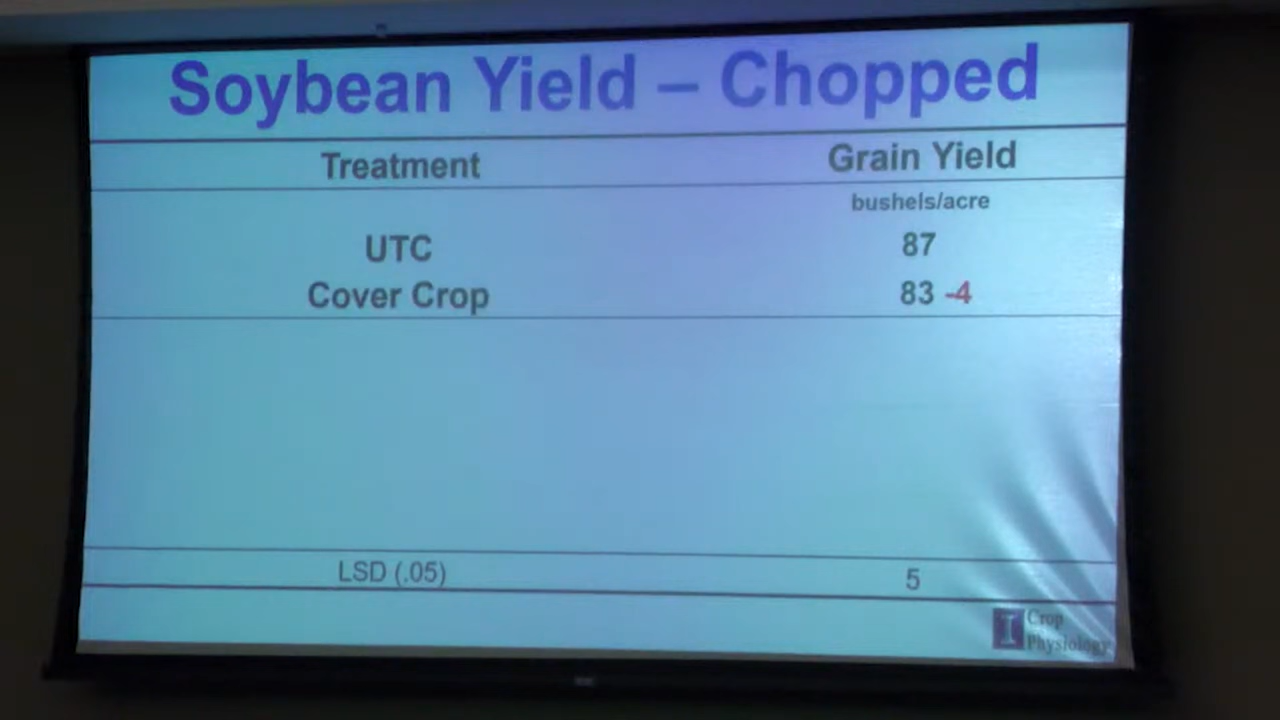 Soybean Yield – Chopped
Treatment Grain Yield
bushels/acre
UTC 87
Cover Crop 83 -4
LSD (.05) 5
I Crop
Physiology